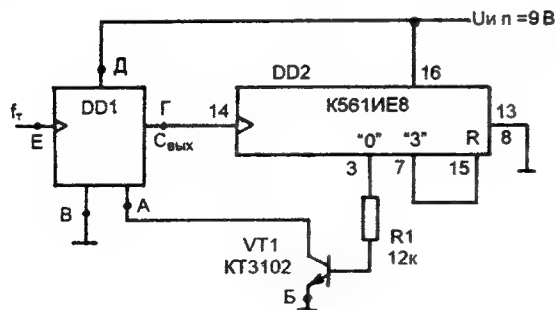 Uи п =9 В
Д
DD2
16
DD1
К561ИЕ8
fт
Г
14
13
Е
Свых
"0"
"3"
R
8
3
7
15
В
А
VT1
КТ3102
R1
12к
Б